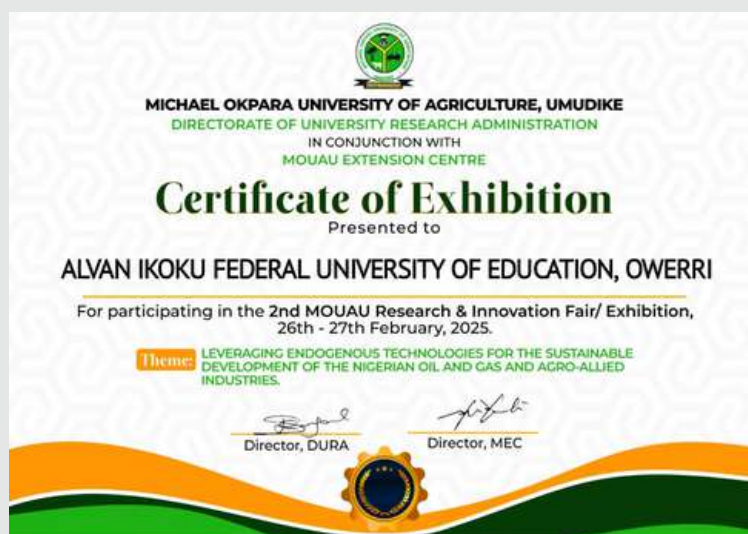 MICHAEL OKPARA UNIVERSITY OF AGRICULTURE, UMUDIKE
DIRECTORATE OF UNIVERSITY RESEARCH ADMINISTRATION
IN CONJUNCTION WITH
MOUAU EXTENSION CENTRE
Certificate of Exhibition
Presented to
ALVAN IKOKU FEDERAL UNIVERSITY OF EDUCATION, OWERRI
For participating in the 2nd MOUAU Research & Innovation Fair/ Exhibition,
26th - 27th February, 2025.
Theme: LEVERAGING ENDOGENOUS TECHNOLOGIES FOR THE SUSTAINABLE
DEVELOPMENT OF THE NIGERIAN OIL AND GAS AND AGRO-ALLIED
INDUSTRIES.
Director, DURA
Director, MEC